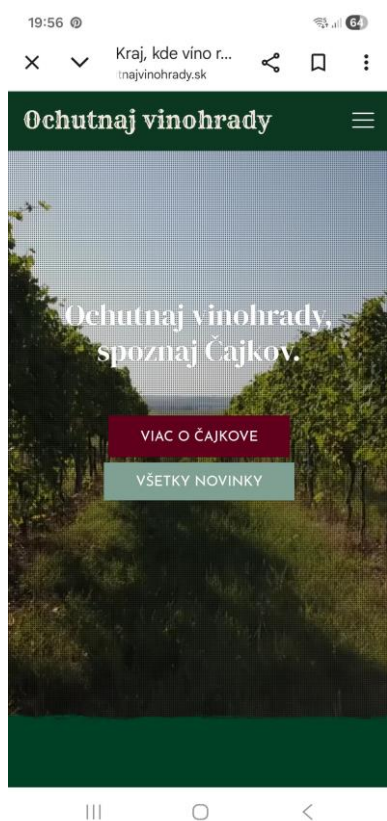 19:56
64
Kraj, kde víno r...
tnajvinohrady.sk
Ochutnaj vinohrady
Ochutnaj vinohrady,
spoznaj Čajkov.
VIAC O ČAJKOVE
VŠETKY NOVINKY